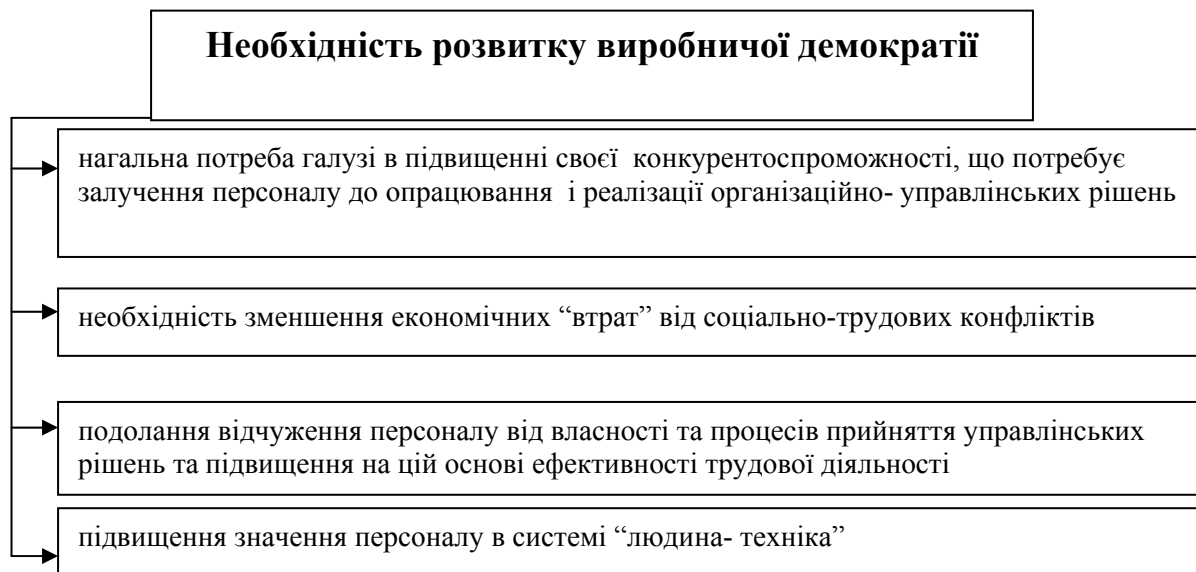 Необхідність розвитку виробничої демократії
нагальна потреба галузі в підвищенні своєї конкурентоспроможності, що потребує
залучення персоналу до опрацювання і реалізації організаційно- управлінських рішень
необхідність зменшення економічних “втрат” від соціально-трудових конфліктів
подолання відчуження персоналу від власності та процесів прийняття управлінських
рішень та підвищення на цій основі ефективності трудової діяльності
підвищення значення персоналу в системі “людина- техніка”